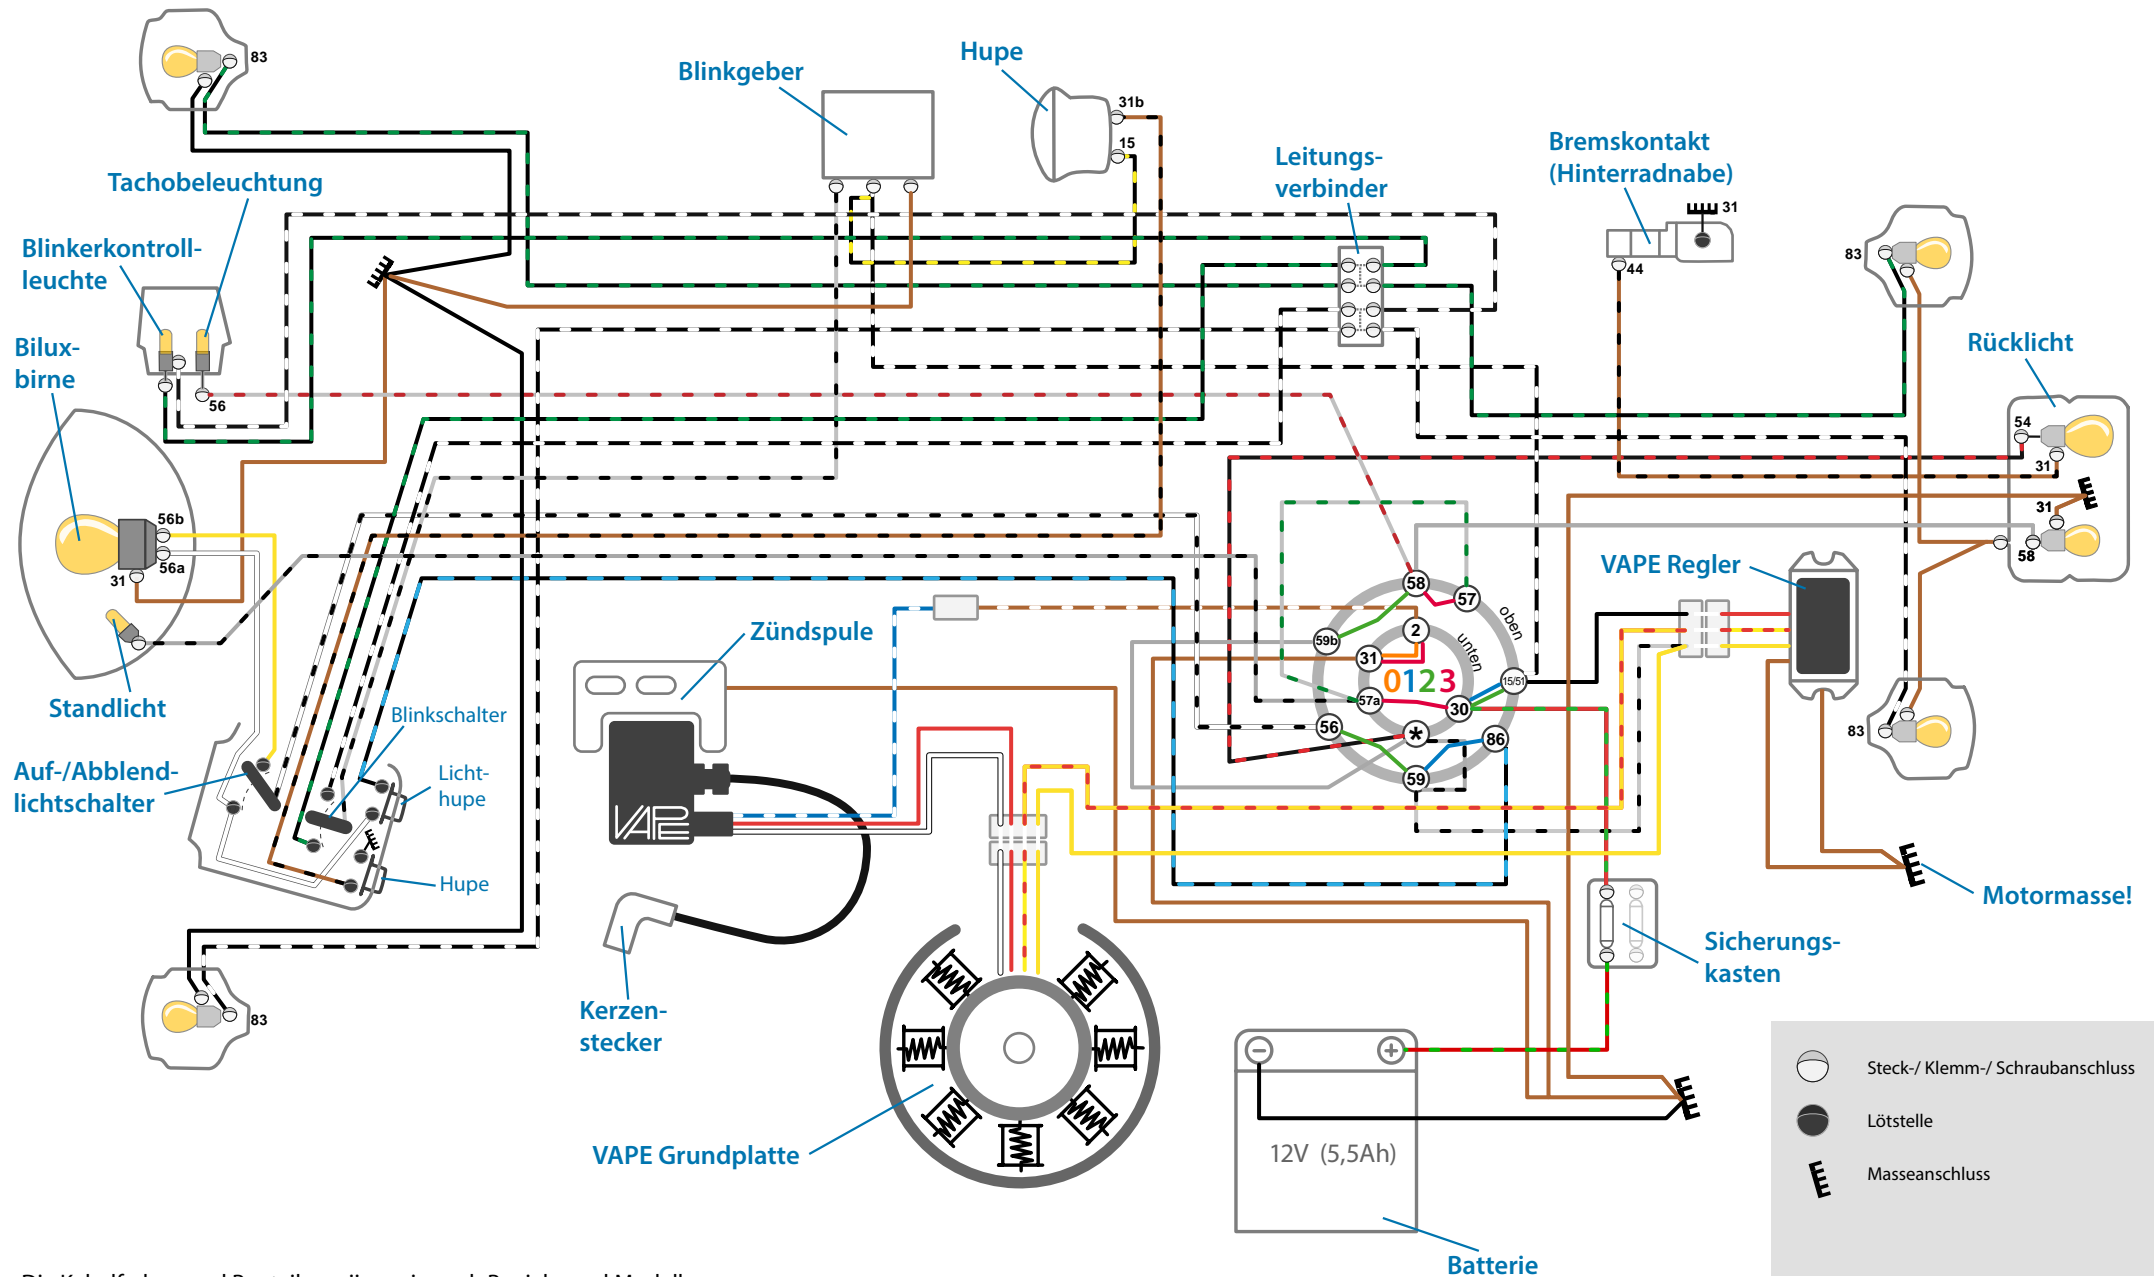 83
Blinkgeber
Hupe
31b
15
Leitungs-
verbinder
Bremskontakt
(Hinterradnabe)
31
44
83
Tachobeleuchtung
Blinkerkontroll-
leuchte
Bilux-
birne
56
Rücklicht
54
31
31
58
56b
56a
31
Standlicht
VAPE Regler
58
57
oben
59b
2
unten
31
0123
15/51
57a
30
56
*
86
59
83
Zündspule
VAPE
Blinkschalter
Auf-/Abblend-
lichtschalter
Licht-
hupe
Hupe
Motormasse!
Sicherungs-
kasten
Kerzen-
stecker
83
VAPE Grundplatte
12V (5,5Ah)
Batterie
Steck-/ Klemm-/ Schraubanschluss
Lötstelle
Masseanschluss